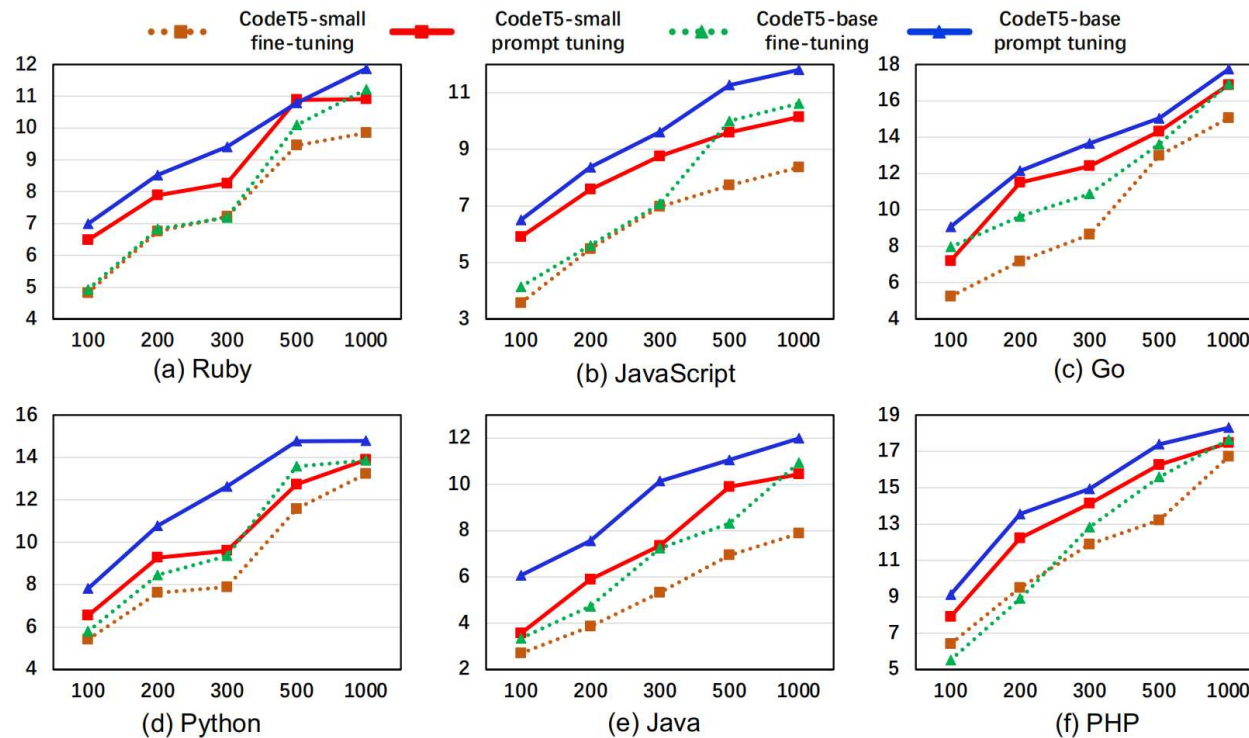 CodeT5-small fine-tuning
CodeT5-small prompt tuning
CodeT5-base fine-tuning
CodeT5-base prompt tuning
12
11
10
9
8
7
6
5
4
100 200 300 500 1000
(a) Ruby
11
9
7
5
3
100 200 300 500 1000
(b) JavaScript
18
16
14
12
10
8
6
4
100 200 300 500 1000
(c) Go
16
14
12
10
8
6
4
100 200 300 500 1000
(d) Python
12
10
8
6
4
2
100 200 300 500 1000
(e) Java
19
17
15
13
11
9
7
5
100 200 300 500 1000
(f) PHP